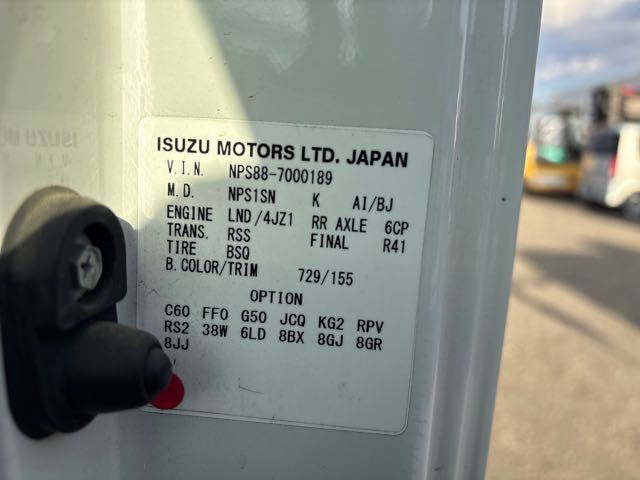 ISUZU MOTORS LTD. JAPAN
V.I.N. NPS88-7000189
M.D. NPS1SN K AI/BJ
ENGINE LND/4JZ1 RR AXLE 6CP
TRANS. RSS FINAL R41
TIRE BSQ
B.COLOR/TRIM 729/155
OPTION
C60 FF0 G50 JCQ KG2 RPV
RS2 38W 6LD 8BX 8GJ 8GR
8JJ